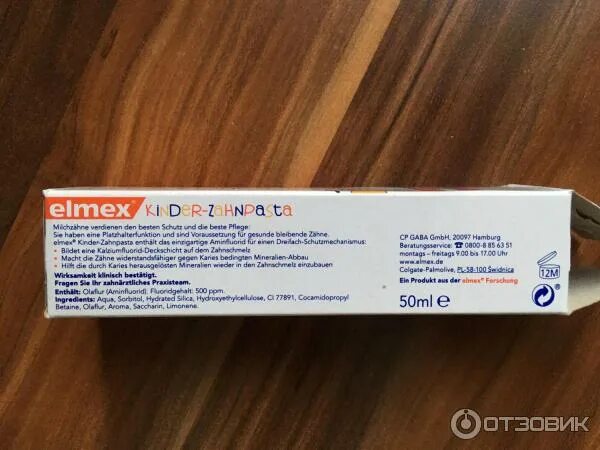 elmex KINDER-ZAHNPASTA
Milchzähne verdienen den besten Schutz und die beste Pflege:
Sie haben eine Platzhalterfunktion und sind Voraussetzung für gesunde bleibende Zähne.
elmex® Kinder-Zahnpasta enthält das einzigartige Aminfluorid für einen Dreifach-Schutzmechanismus:
• Bildet eine Kalziumfluorid-Deckschicht auf dem Zahnschmelz
• Macht die Zähne widerstandsfähiger gegen Karies bedingten Mineralien-Abbau
• Hilft die durch Karies herausgelösten Mineralien wieder in den Zahnschmelz einzubauen
Wirksamkeit klinisch bestätigt.
Fragen Sie Ihr zahnärztliches Praxisteam.
Enthält: Olaflur (Aminfluorid). Fluoridgehalt: 500 ppm.
Ingredients: Aqua, Sorbitol, Hydrated Silica, Hydroxyethylcellulose, CI 77891, Cocamidopropyl
Betaine, Olaflur, Aroma, Saccharin, Limonene.
CP GABA GmbH, 20097 Hamburg
Beratungsservice: ☎ 0800-8 85 63 51
montags – freitags 9.00 bis 17.00 Uhr
www.elmex.de
Colgate-Palmolive, PL-58-100 Świdnica
Ein Produkt aus der elmex® Forschung
50ml e
12M
ОТЗОВИК